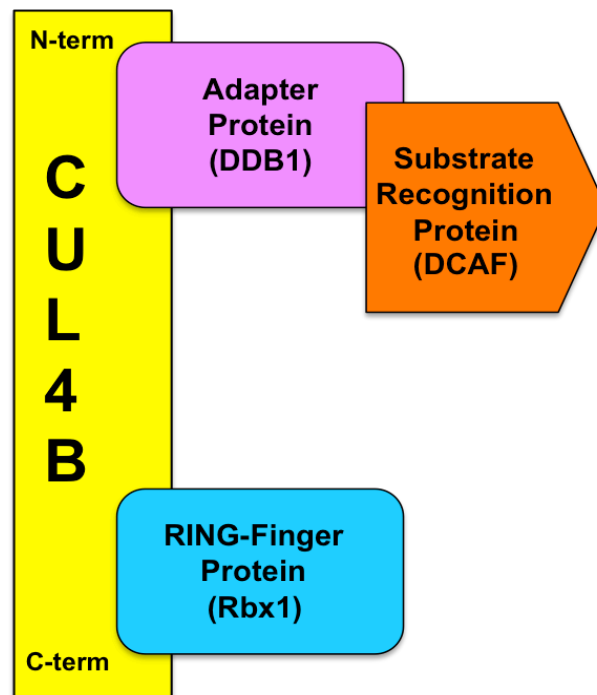 N-term
C
U
L
4
B
C-term
Adapter
Protein
(DDB1)
Substrate
Recognition
Protein
(DCAF)
RING-Finger
Protein
(Rbx1)